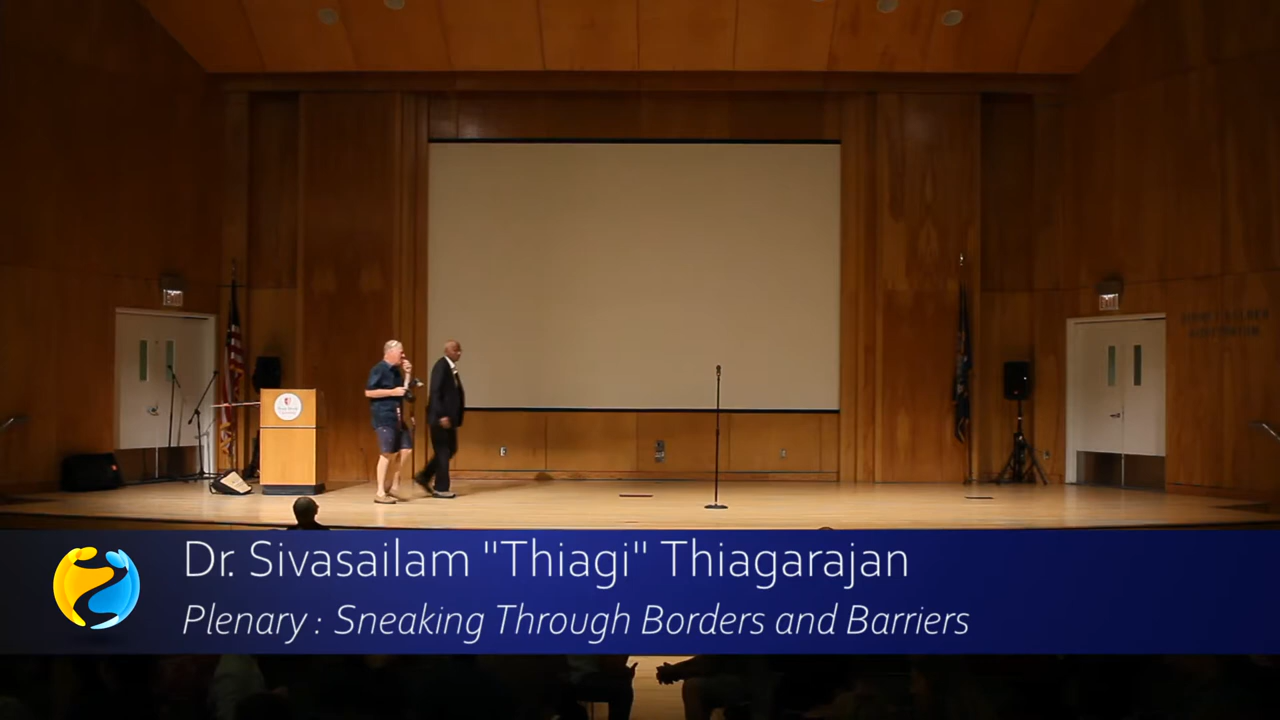 Dr. Sivasailam "Thiagi" Thiagarajan
Plenary : Sneaking Through Borders and Barriers